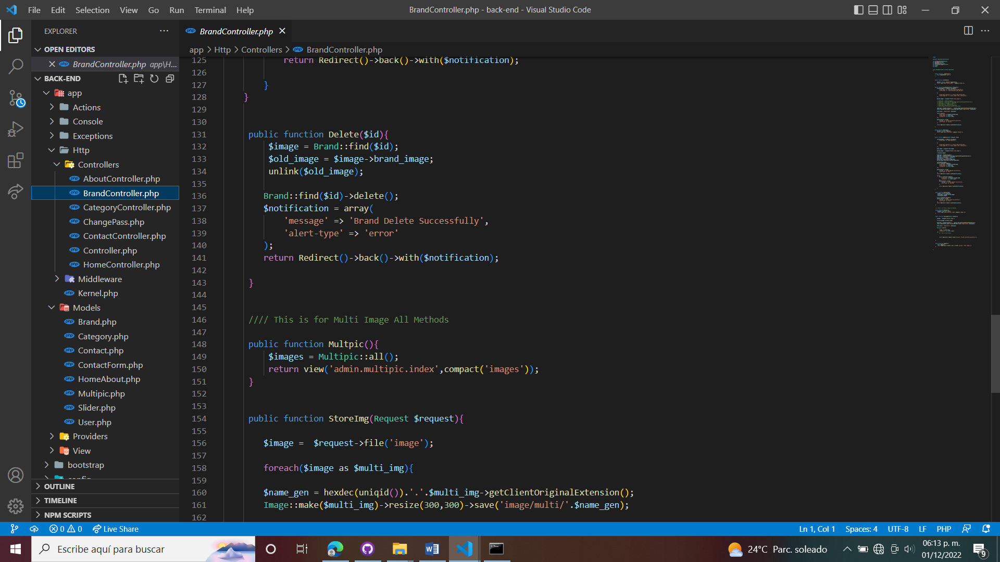 File Edit Selection View Go Run Terminal Help
BrandController.php - back-end - Visual Studio Code
EXPLORER
OPEN EDITORS
BrandController.php app\H...
BACK-END
app
Actions
Console
Exceptions
Http
Controllers
AboutController.php
BrandController.php
CategoryController.php
ChangePass.php
ContactController.php
Controller.php
HomeController.php
Middleware
Kernel.php
Models
Brand.php
Category.php
Contact.php
ContactForm.php
HomeAbout.php
Multipic.php
Slider.php
User.php
Providers
View
bootstrap
config
OUTLINE
TIMELINE
NPM SCRIPTS
BrandController.php
app > Http > Controllers > BrandController.php
125 return Redirect()->back()->with($notification);
126
127 }
128 }
129
130
131 public function Delete($id){
132 $image = Brand::find($id);
133 $old_image = $image->brand_image;
134 unlink($old_image);
135
136 Brand::find($id)->delete();
137 $notification = array(
138 'message' => 'Brand Delete Successfully',
139 'alert-type' => 'error'
140 );
141 return Redirect()->back()->with($notification);
142
143 }
144
145
146 //// This is for Multi Image All Methods
147
148 public function Multpic(){
149 $images = Multipic::all();
150 return view('admin.multipic.index',compact('images'));
151 }
152
153
154 public function StoreImg(Request $request){
155
156 $image =  $request->file('image');
157
158 foreach($image as $multi_img){
159
160 $name_gen = hexdec(uniqid()).'.'.$multi_img->getClientOriginalExtension();
161 Image::make($multi_img)->resize(300,300)->save('image/multi/'.$name_gen);
162
0 0 Live Share
Ln 1, Col 1 Spaces: 4 UTF-8 LF PHP
Escribe aquí para buscar
24°C Parc. soleado
06:13 p. m.
01/12/2022
9